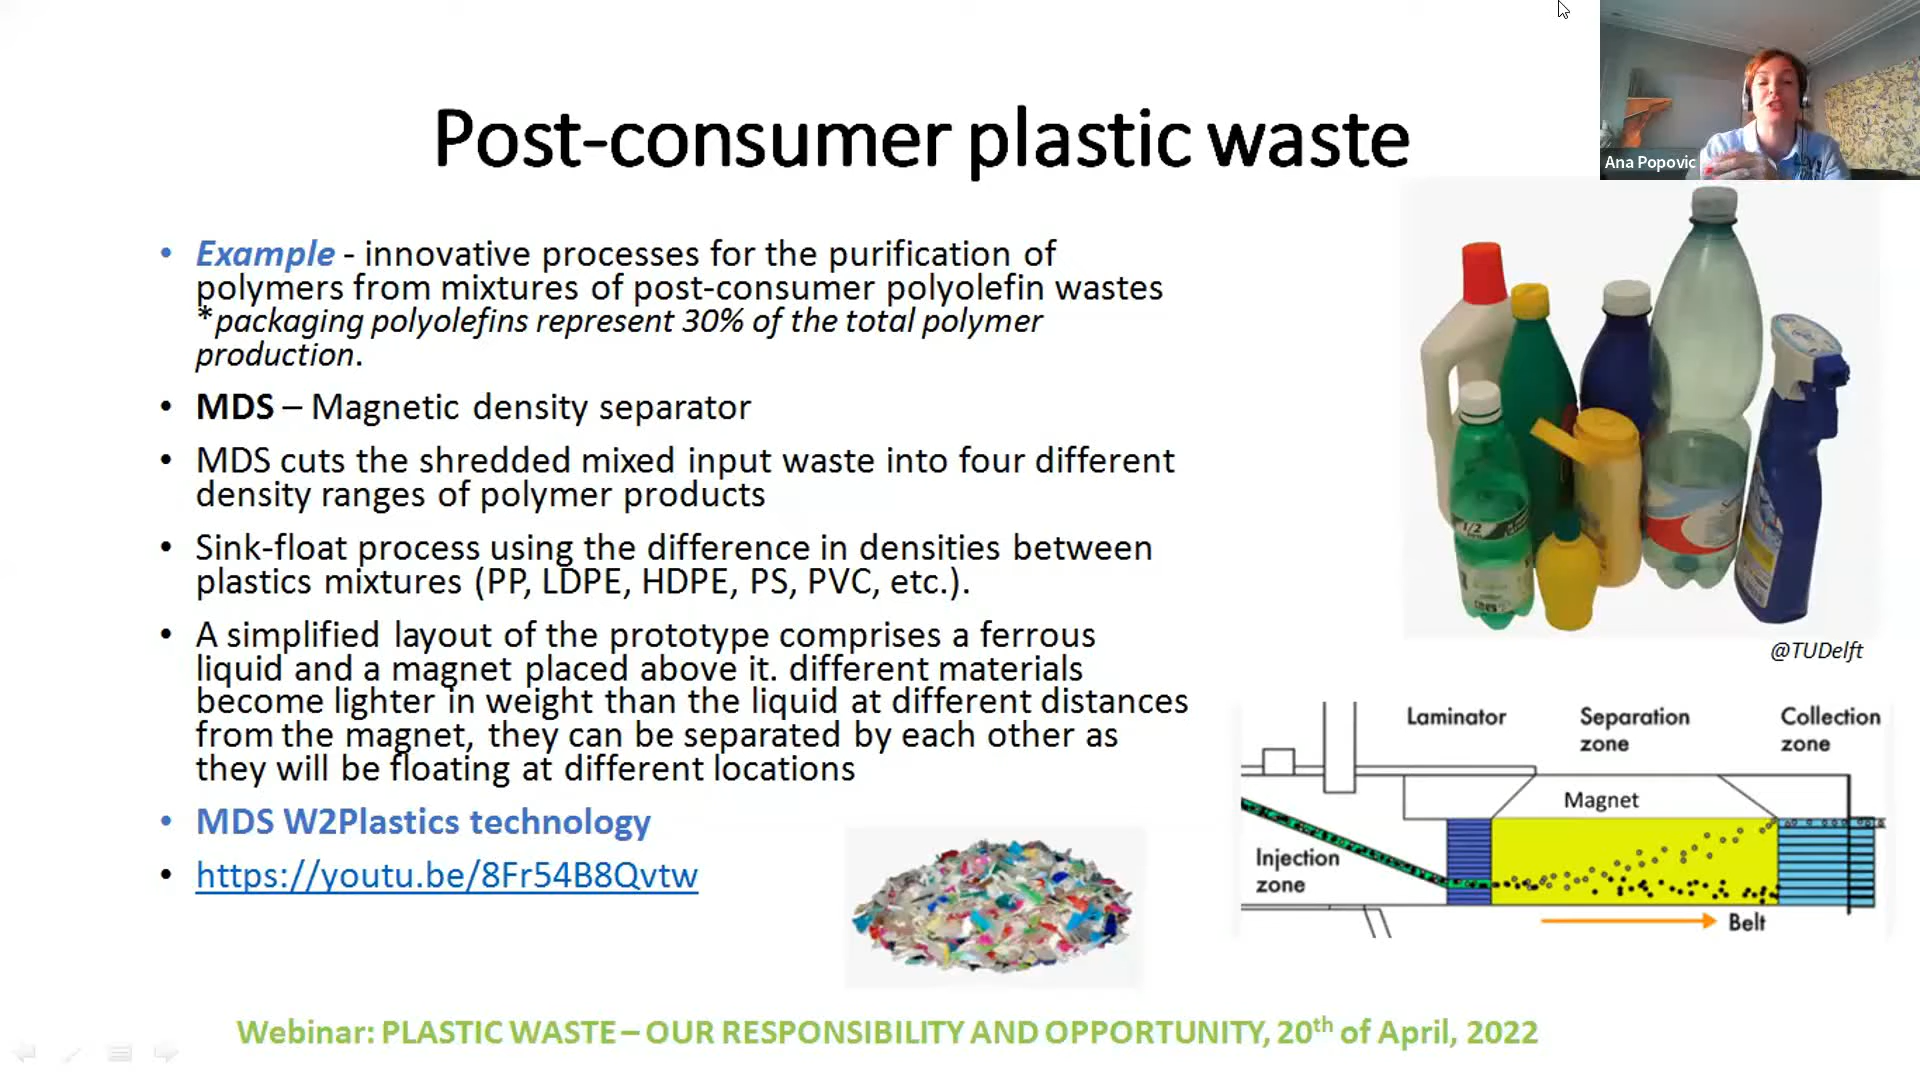 Ana Popovic
Post-consumer plastic waste
• Example - innovative processes for the purification of
polymers from mixtures of post-consumer polyolefin wastes
*packaging polyolefins represent 30% of the total polymer
production.
• MDS – Magnetic density separator
• MDS cuts the shredded mixed input waste into four different
density ranges of polymer products
• Sink-float process using the difference in densities between
plastics mixtures (PP, LDPE, HDPE, PS, PVC, etc.).
• A simplified layout of the prototype comprises a ferrous
liquid and a magnet placed above it. different materials
become lighter in weight than the liquid at different distances
from the magnet, they can be separated by each other as
they will be floating at different locations
• MDS W2Plastics technology
• https://youtu.be/8Fr54B8Qvtw
1/2
@TUDelft
Laminator
Separation
zone
Collection
zone
Magnet
Injection
zone
Belt
Webinar: PLASTIC WASTE – OUR RESPONSIBILITY AND OPPORTUNITY, 20th of April, 2022